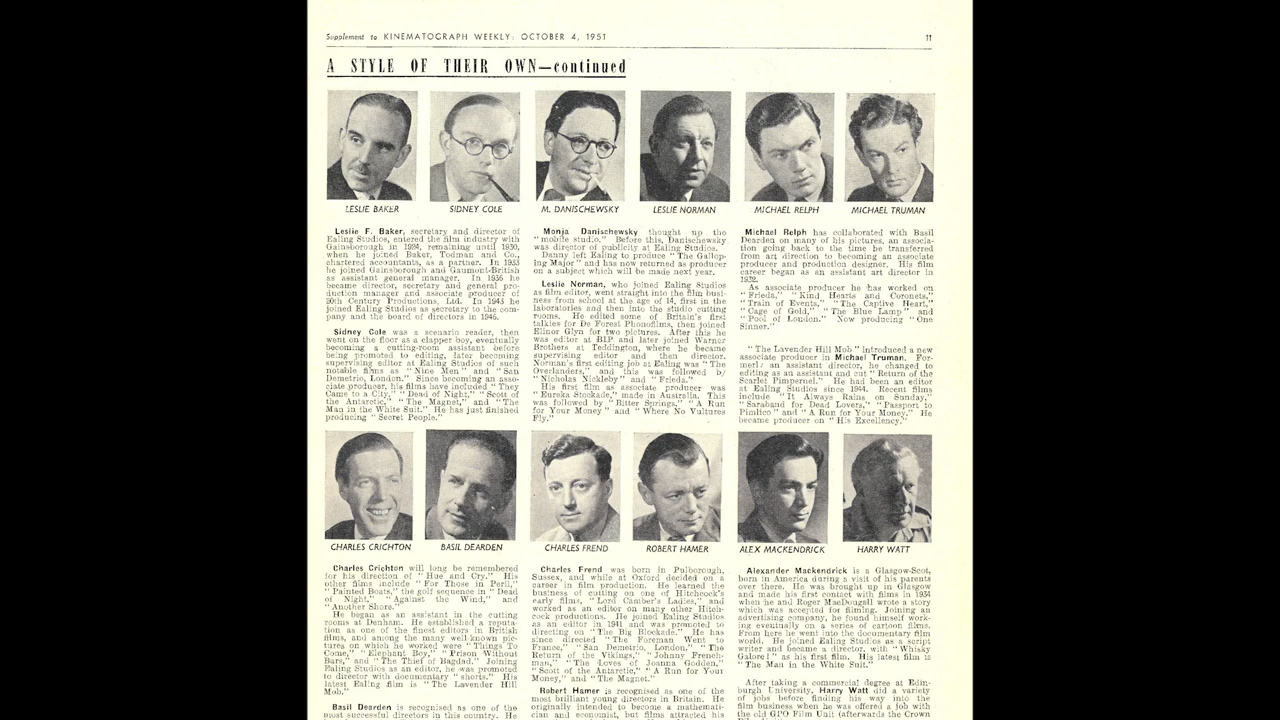 Supplement to KINEMATOGRAPH WEEKLY: OCTOBER 4, 1951
11
A STYLE OF THEIR OWN—continued
LESLIE BAKER
SIDNEY COLE
M. DANISCHEWSKY
LESLIE NORMAN
MICHAEL RELPH
MICHAEL TRUMAN
Leslie F. Baker, secretary and director of
Ealing Studios, entered the film industry with
Gainsborough in 1924, remaining until 1930,
when he joined Baker, Todman and Co.,
chartered accountants, as a partner. In 1933
he joined Gainsborough and Gaumont-British
as assistant general manager. In 1936 he
became director, secretary and general pro-
duction manager and associate producer of
20th Century Productions, Ltd. In 1943 he
joined Ealing Studios as secretary to the com-
pany and the board of directors in 1946.
Sidney Cole was a scenario reader, then
went on the floor as a clapper boy, eventually
becoming a cutting-room assistant before
being promoted to editing, later becoming
supervising editor at Ealing Studios of such
notable films as "Nine Men" and "San
Demetrio, London." Since becoming an asso-
ciate producer, his films have included "They
Came to a City," "Dead of Night," "Scott of
the Antarctic," "The Magnet," and "The
Man in the White Suit." He has just finished
producing "Secret People."
Monja Danischewsky thought up the
"mobile studio." Before this, Danischewsky
was director of publicity at Ealing Studios.
Danny left Ealing to produce "The Gallop-
ing Major" and has now returned as producer
on a subject which will be made next year.
Leslie Norman, who joined Ealing Studios
as film editor, went straight into the film busi-
ness from school at the age of 14, first in the
laboratories and then into the studio cutting
rooms. He edited some of Britain's first
talkies for De Forest Phonofilms, then joined
Elinor Glyn for two pictures. After this he
was editor at BIP and later joined Warner
Brothers at Teddington, where he became
supervising editor and then director.
Norman's first editing job at Ealing was "The
Overlanders," and this was followed by
"Nicholas Nickleby" and "Frieda."
His first film as associate producer was
"Eureka Stockade," made in Australia. This
was followed by "Bitter Springs," "A Run
for Your Money" and "Where No Vultures
Fly."
Michael Relph has collaborated with Basil
Dearden on many of his pictures, an associa-
tion going back to the time he transferred
from art direction to becoming an associate
producer and production designer. His film
career began as an assistant art director in
1932.
As associate producer he has worked on
"Frieda," "Kind Hearts and Coronets,"
"Train of Events," "The Captive Heart,"
"Cage of Gold," "The Blue Lamp" and
"Pool of London." Now producing "One
Sinner."
"The Lavender Hill Mob" introduced a new
associate producer in Michael Truman. For-
merly an assistant director, he changed to
editing as an assistant and cut "Return of the
Scarlet Pimpernel." He had been an editor
at Ealing Studios since 1944. Recent films
include "It Always Rains on Sunday,"
"Saraband for Dead Lovers," "Passport to
Pimlico" and "A Run for Your Money." He
became producer on "His Excellency."
CHARLES CRICHTON
BASIL DEARDEN
CHARLES FREND
ROBERT HAMER
ALEX MACKENDRICK
HARRY WATT
Charles Crichton will long be remembered
for his direction of "Hue and Cry." His
other films include "For Those in Peril,"
"Painted Boats," the golf sequence in "Dead
of Night," "Against the Wind," and
"Another Shore."
He began as an assistant in the cutting
rooms at Denham. He established a reputa-
tion as one of the finest editors in British
films, and among the many well-known pic-
tures on which he worked were "Things To
Come," "Elephant Boy," "Prison Without
Bars," and "The Thief of Bagdad." Joining
Ealing Studios as an editor, he was promoted
to director with documentary "shorts." His
latest Ealing film is "The Lavender Hill
Mob."
Basil Dearden is recognised as one of the
most successful directors in this country. He
Charles Frend was born in Pulborough,
Sussex, and while at Oxford decided on a
career in film production. He learned the
business of cutting on one of Hitchcock's
early films, "Lord Camber's Ladies," and
worked as an editor on many other Hitch-
cock productions. He joined Ealing Studios
as an editor in 1941 and was promoted to
directing on "The Big Blockade." He has
since directed "The Foreman Went to
France," "San Demetrio, London," "The
Return of the Vikings," "Johnny French-
man," "The Loves of Joanna Godden,"
"Scott of the Antarctic," "A Run for Your
Money," and "The Magnet."
Robert Hamer is recognised as one of the
most brilliant young directors in Britain. He
originally intended to become a mathemati-
cian and economist, but films attracted his
Alexander Mackendrick is a Glasgow-Scot,
born in America during a visit of his parents
over there. He was brought up in Glasgow
and made his first contact with films in 1934
when he and Roger MacDougall wrote a story
which was accepted for filming. Joining an
advertising company, he found himself work-
ing eventually on a series of cartoon films.
From here he went into the documentary film
world. He joined Ealing Studios as a script
writer and became a director, with "Whisky
Galore!" as his first film. His latest film is
"The Man in the White Suit."
After taking a commercial degree at Edin-
burgh University, Harry Watt did a variety
of jobs before finding his way into the
film business when he was offered a job with
the old GPO Film Unit (afterwards the Crown